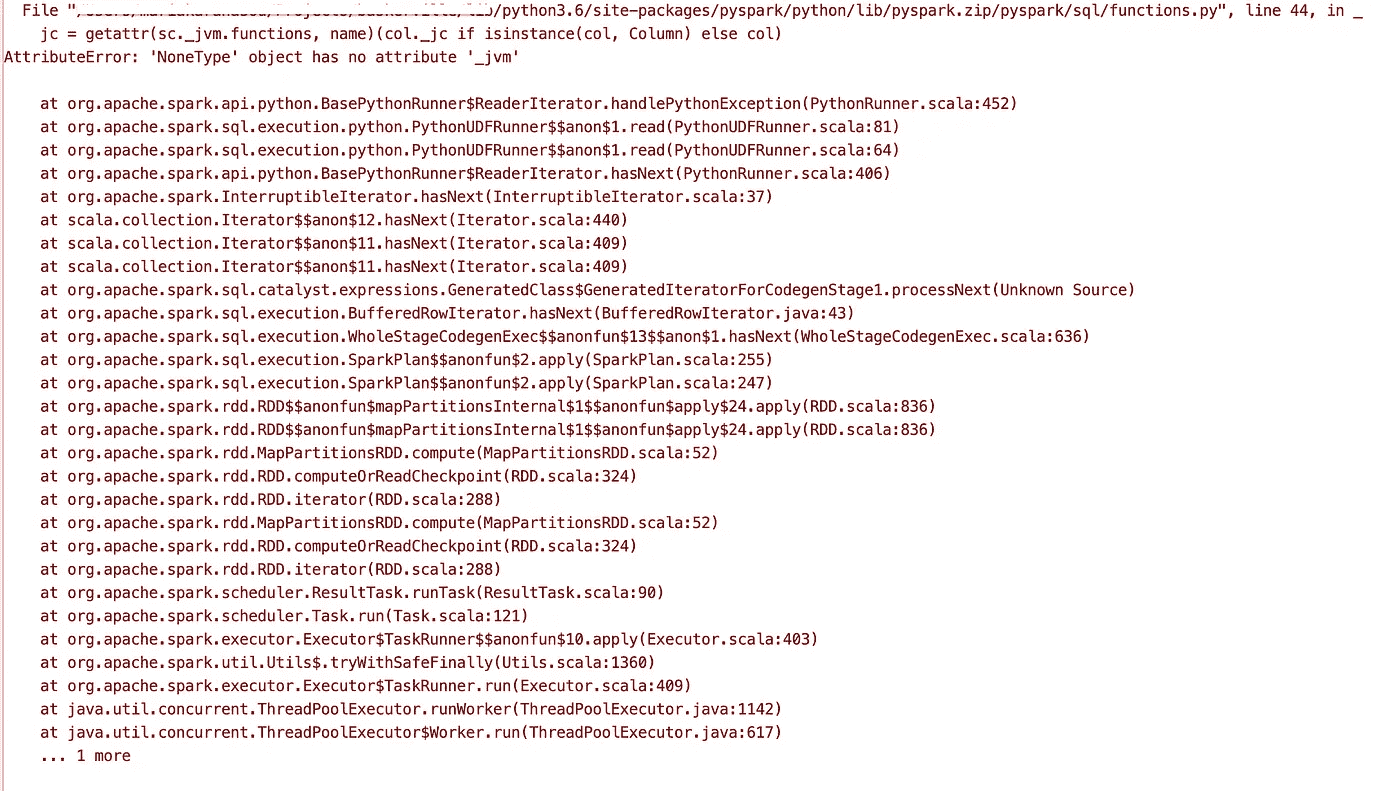 File "/python3.6/site-packages/pyspark/python/lib/pyspark.zip/pyspark/sql/functions.py", line 44, in _
jc = getattr(sc._jvm.functions, name)(col._jc if isinstance(col, Column) else col)
AttributeError: 'NoneType' object has no attribute '_jvm'
at org.apache.spark.api.python.BasePythonRunner$ReaderIterator.handlePythonException(PythonRunner.scala:452)
at org.apache.spark.sql.execution.python.PythonUDFRunner$$anon$1.read(PythonUDFRunner.scala:81)
at org.apache.spark.sql.execution.python.PythonUDFRunner$$anon$1.read(PythonUDFRunner.scala:64)
at org.apache.spark.api.python.BasePythonRunner$ReaderIterator.hasNext(PythonRunner.scala:406)
at org.apache.spark.InterruptibleIterator.hasNext(InterruptibleIterator.scala:37)
at scala.collection.Iterator$$anon$12.hasNext(Iterator.scala:440)
at scala.collection.Iterator$$anon$11.hasNext(Iterator.scala:409)
at scala.collection.Iterator$$anon$11.hasNext(Iterator.scala:409)
at org.apache.spark.sql.catalyst.expressions.GeneratedClass$GeneratedIteratorForCodegenStage1.processNext(Unknown Source)
at org.apache.spark.sql.execution.BufferedRowIterator.hasNext(BufferedRowIterator.java:43)
at org.apache.spark.sql.execution.WholeStageCodegenExec$$anonfun$13$$anon$1.hasNext(WholeStageCodegenExec.scala:636)
at org.apache.spark.sql.execution.SparkPlan$$anonfun$2.apply(SparkPlan.scala:255)
at org.apache.spark.sql.execution.SparkPlan$$anonfun$2.apply(SparkPlan.scala:247)
at org.apache.spark.rdd.RDD$$anonfun$mapPartitionsInternal$1$$anonfun$apply$24.apply(RDD.scala:836)
at org.apache.spark.rdd.RDD$$anonfun$mapPartitionsInternal$1$$anonfun$apply$24.apply(RDD.scala:836)
at org.apache.spark.rdd.MapPartitionsRDD.compute(MapPartitionsRDD.scala:52)
at org.apache.spark.rdd.RDD.computeOrReadCheckpoint(RDD.scala:324)
at org.apache.spark.rdd.RDD.iterator(RDD.scala:288)
at org.apache.spark.rdd.MapPartitionsRDD.compute(MapPartitionsRDD.scala:52)
at org.apache.spark.rdd.RDD.computeOrReadCheckpoint(RDD.scala:324)
at org.apache.spark.rdd.RDD.iterator(RDD.scala:288)
at org.apache.spark.scheduler.ResultTask.runTask(ResultTask.scala:90)
at org.apache.spark.scheduler.Task.run(Task.scala:121)
at org.apache.spark.executor.Executor$TaskRunner$$anonfun$10.apply(Executor.scala:403)
at org.apache.spark.util.Utils$.tryWithSafeFinally(Utils.scala:1360)
at org.apache.spark.executor.Executor$TaskRunner.run(Executor.scala:409)
at java.util.concurrent.ThreadPoolExecutor.runWorker(ThreadPoolExecutor.java:1142)
at java.util.concurrent.ThreadPoolExecutor$Worker.run(ThreadPoolExecutor.java:617)
... 1 more